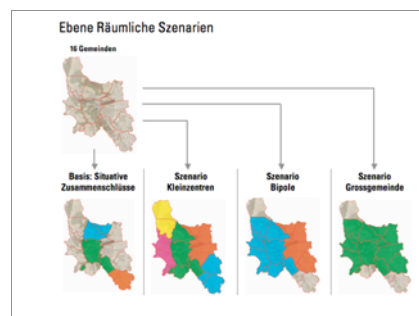 Ebene Räumliche Szenarien
16 Gemeinden
Basis: Situative
Zusammenschlüsse
Szenario
Kleinzentren
Szenario
Bipole
Szenario
Grossgemeinde